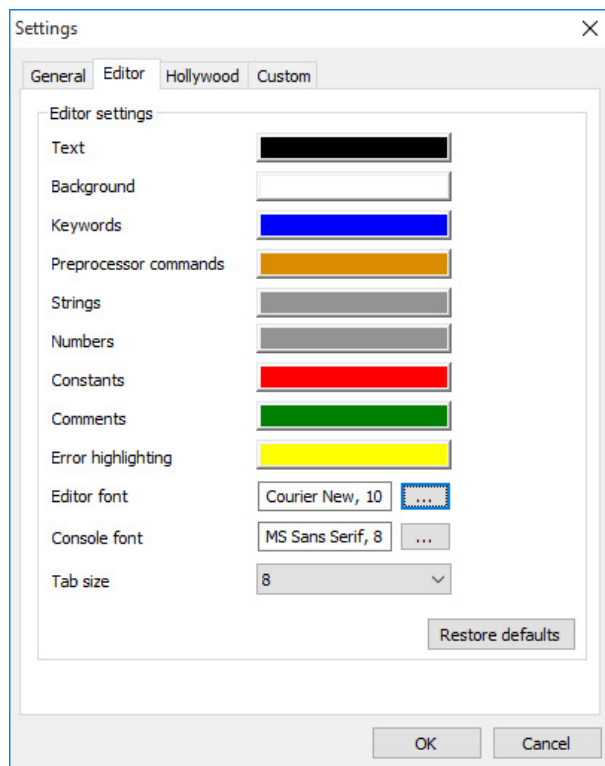 Settings
General Editor Hollywood Custom
Editor settings
Text
Background
Keywords
Preprocessor commands
Strings
Numbers
Constants
Comments
Error highlighting
Editor font Courier New, 10 ...
Console font MS Sans Serif, 8 ...
Tab size 8
Restore defaults
OK Cancel